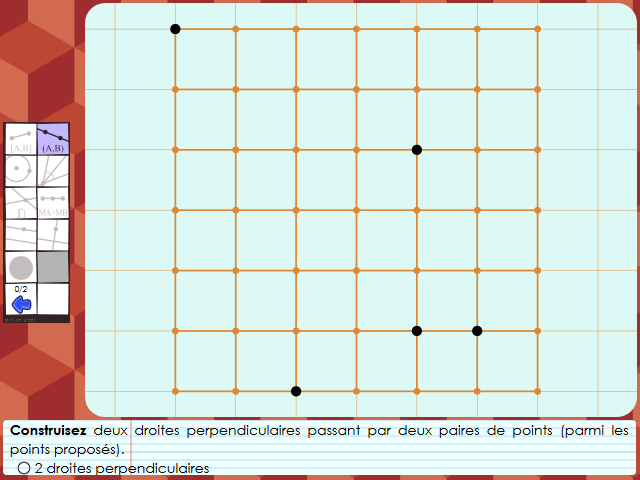 [A,B]
(A,B)
∩
MA=MB
0/2
Construisez deux droites perpendiculaires passant par deux paires de points (parmi les
points proposés).
2 droites perpendiculaires